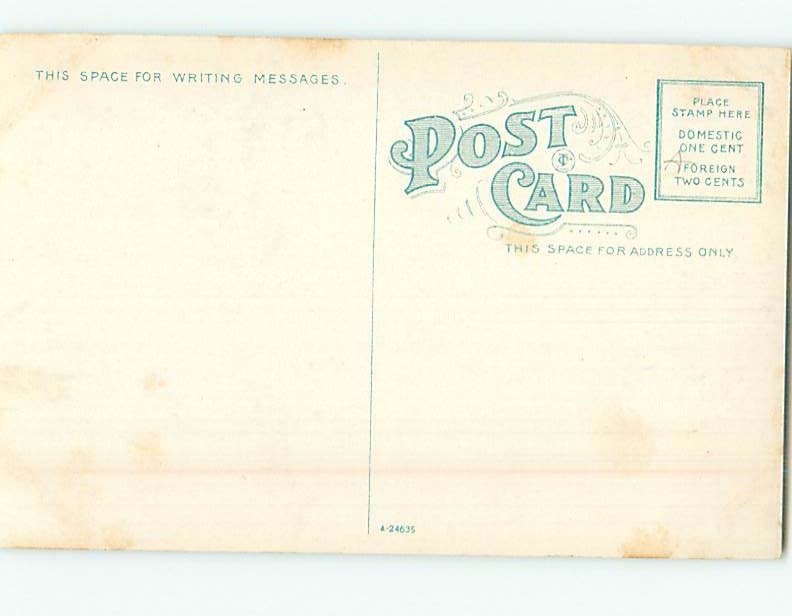 THIS SPACE FOR WRITING MESSAGES.
POST
CARD
THIS SPACE FOR ADDRESS ONLY
PLACE
STAMP HERE
DOMESTIC
ONE CENT
FOREIGN
TWO CENTS
A-24635